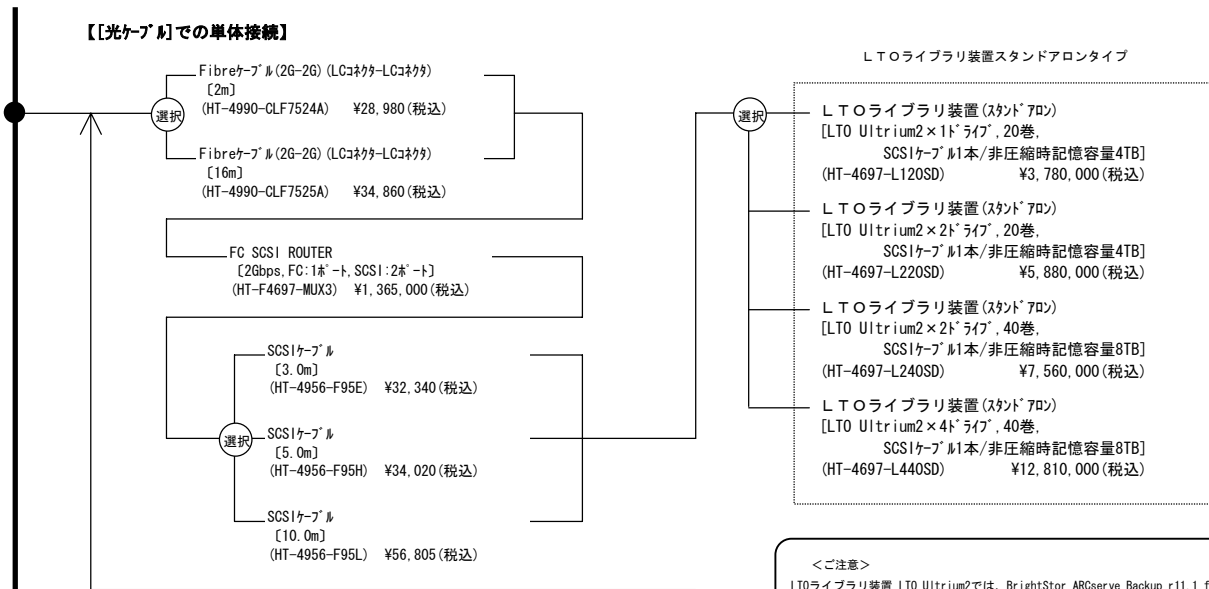 【[光ｹｰﾌﾞﾙ]での単体接続】
Fibreｹｰﾌﾞﾙ(2G-2G)(LCｺﾈｸﾀ-LCｺﾈｸﾀ)
〔2m〕
(HT-4990-CLF7524A) ¥28,980(税込)
選択
Fibreｹｰﾌﾞﾙ(2G-2G)(LCｺﾈｸﾀ-LCｺﾈｸﾀ)
〔16m〕
(HT-4990-CLF7525A) ¥34,860(税込)
FC SCSI ROUTER
〔2Gbps,FC:1ﾎﾟｰﾄ,SCSI:2ﾎﾟｰﾄ〕
(HT-F4697-MUX3) ¥1,365,000(税込)
SCSIｹｰﾌﾞﾙ
〔3.0m〕
(HT-4956-F95E) ¥32,340(税込)
選択
SCSIｹｰﾌﾞﾙ
〔5.0m〕
(HT-4956-F95H) ¥34,020(税込)
SCSIｹｰﾌﾞﾙ
〔10.0m〕
(HT-4956-F95L) ¥56,805(税込)
ＬＴＯライブラリ装置スタンドアロンタイプ
選択
ＬＴＯライブラリ装置(ｽﾀﾝﾄﾞｱﾛﾝ)
[LTO Ultrium2×1ﾄﾞﾗｲﾌﾞ,20巻,
SCSIｹｰﾌﾞﾙ1本/非圧縮時記憶容量4TB]
(HT-4697-L120SD) ¥3,780,000(税込)
ＬＴＯライブラリ装置(ｽﾀﾝﾄﾞｱﾛﾝ)
[LTO Ultrium2×2ﾄﾞﾗｲﾌﾞ,20巻,
SCSIｹｰﾌﾞﾙ1本/非圧縮時記憶容量4TB]
(HT-4697-L220SD) ¥5,880,000(税込)
ＬＴＯライブラリ装置(ｽﾀﾝﾄﾞｱﾛﾝ)
[LTO Ultrium2×2ﾄﾞﾗｲﾌﾞ,40巻,
SCSIｹｰﾌﾞﾙ1本/非圧縮時記憶容量8TB]
(HT-4697-L240SD) ¥7,560,000(税込)
ＬＴＯライブラリ装置(ｽﾀﾝﾄﾞｱﾛﾝ)
[LTO Ultrium2×4ﾄﾞﾗｲﾌﾞ,40巻,
SCSIｹｰﾌﾞﾙ1本/非圧縮時記憶容量8TB]
(HT-4697-L440SD) ¥12,810,000(税込)
＜ご注意＞
LTOライブラリ装置 LTO Ultrium2では、BrightStor ARCserve Backup r11.1 f